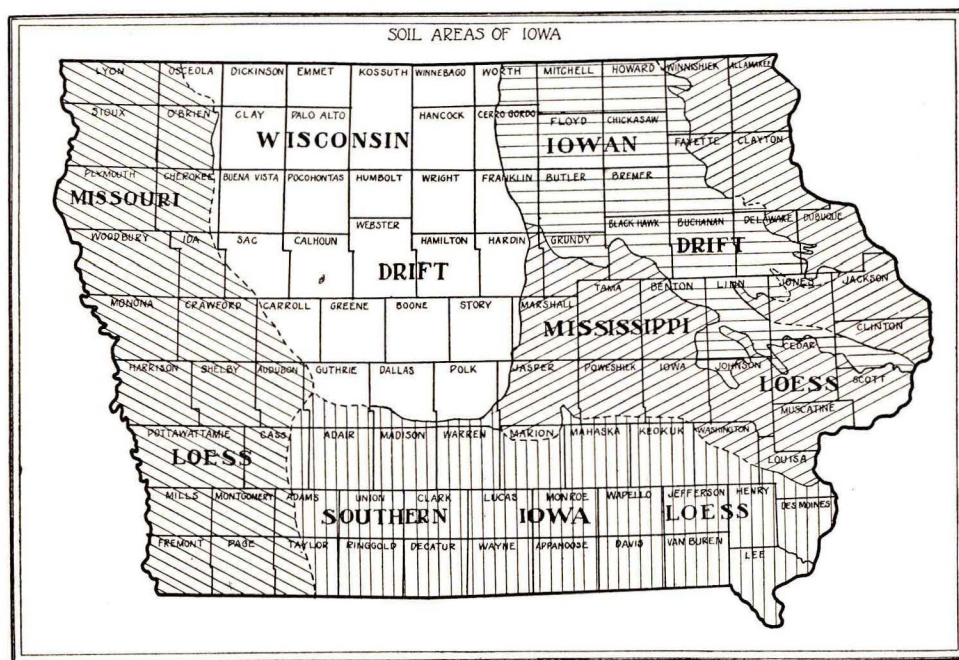 SOIL AREAS OF IOWA
LYON OSCEOLA DICKINSON EMMET KOSSUTH WINNEBAGO WORTH MITCHELL HOWARD WINNISHIEK ALLAMAKEE
SIOUX O'BRIEN CLAY PALO ALTO HANCOCK CERRO GORDO FLOYD CHICKASAW
WISCONSIN IOWAN FAYETTE CLAYTON
PLYMOUTH CHEROKEE BUENA VISTA POCOHONTAS HUMBOLT WRIGHT FRANKLIN BUTLER BREMER
MISSOURI
WEBSTER BLACK HAWK BUCHANAN DELAWARE DUBUQUE
WOODBURY IDA SAC CALHOUN HAMILTON HARDIN GRUNDY DRIFT
DRIFT
TAMA BENTON LINN JONES JACKSON
MONONA CRAWFORD CARROLL GREENE BOONE STORY MARSHALL
MISSISSIPPI CLINTON
CEDAR
HARRISON SHELBY AUDUBON GUTHRIE DALLAS POLK JASPER POWESHIEK IOWA JOHNSON SCOTT
LOESS
MUSCATINE
POTTAWATTAMIE CASS ADAIR MADISON WARREN MARION MAHASKA KEOKUK WASHINGTON
LOESS LOUISA
MILLS MONTGOMERY ADAMS UNION CLARK LUCAS MONROE WAPELLO JEFFERSON HENRY
DES MOINES
SOUTHERN IOWA LOESS
FREMONT PAGE TAYLOR RINGGOLD DECATUR WAYNE APPANOOSE DAVIS VAN BUREN
LEE